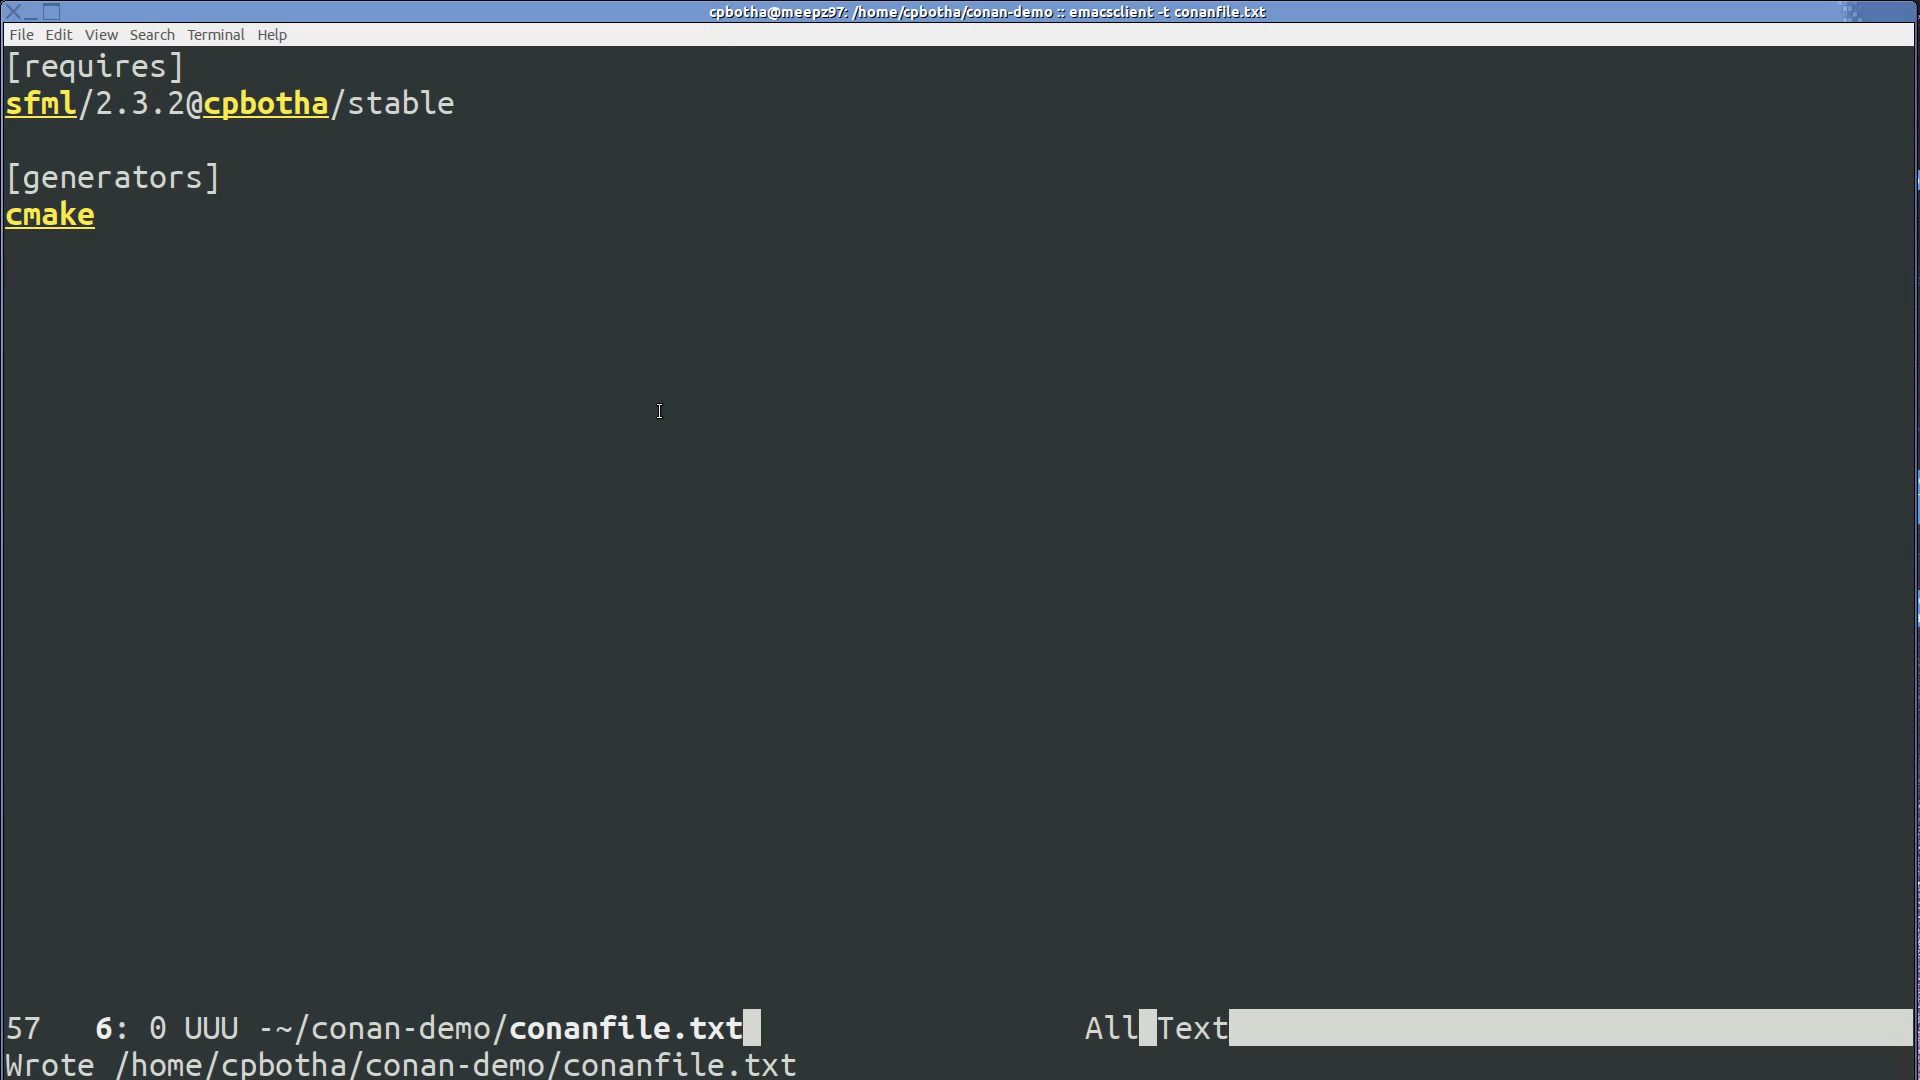 cpbotha@meepz97: /home/cpbotha/conan-demo :: emacsclient -t conanfile.txt
File Edit View Search Terminal Help
[requires]
sfml/2.3.2@cpbotha/stable
[generators]
cmake
57 6: 0 UUU -~/conan-demo/conanfile.txt All Text
Wrote /home/cpbotha/conan-demo/conanfile.txt